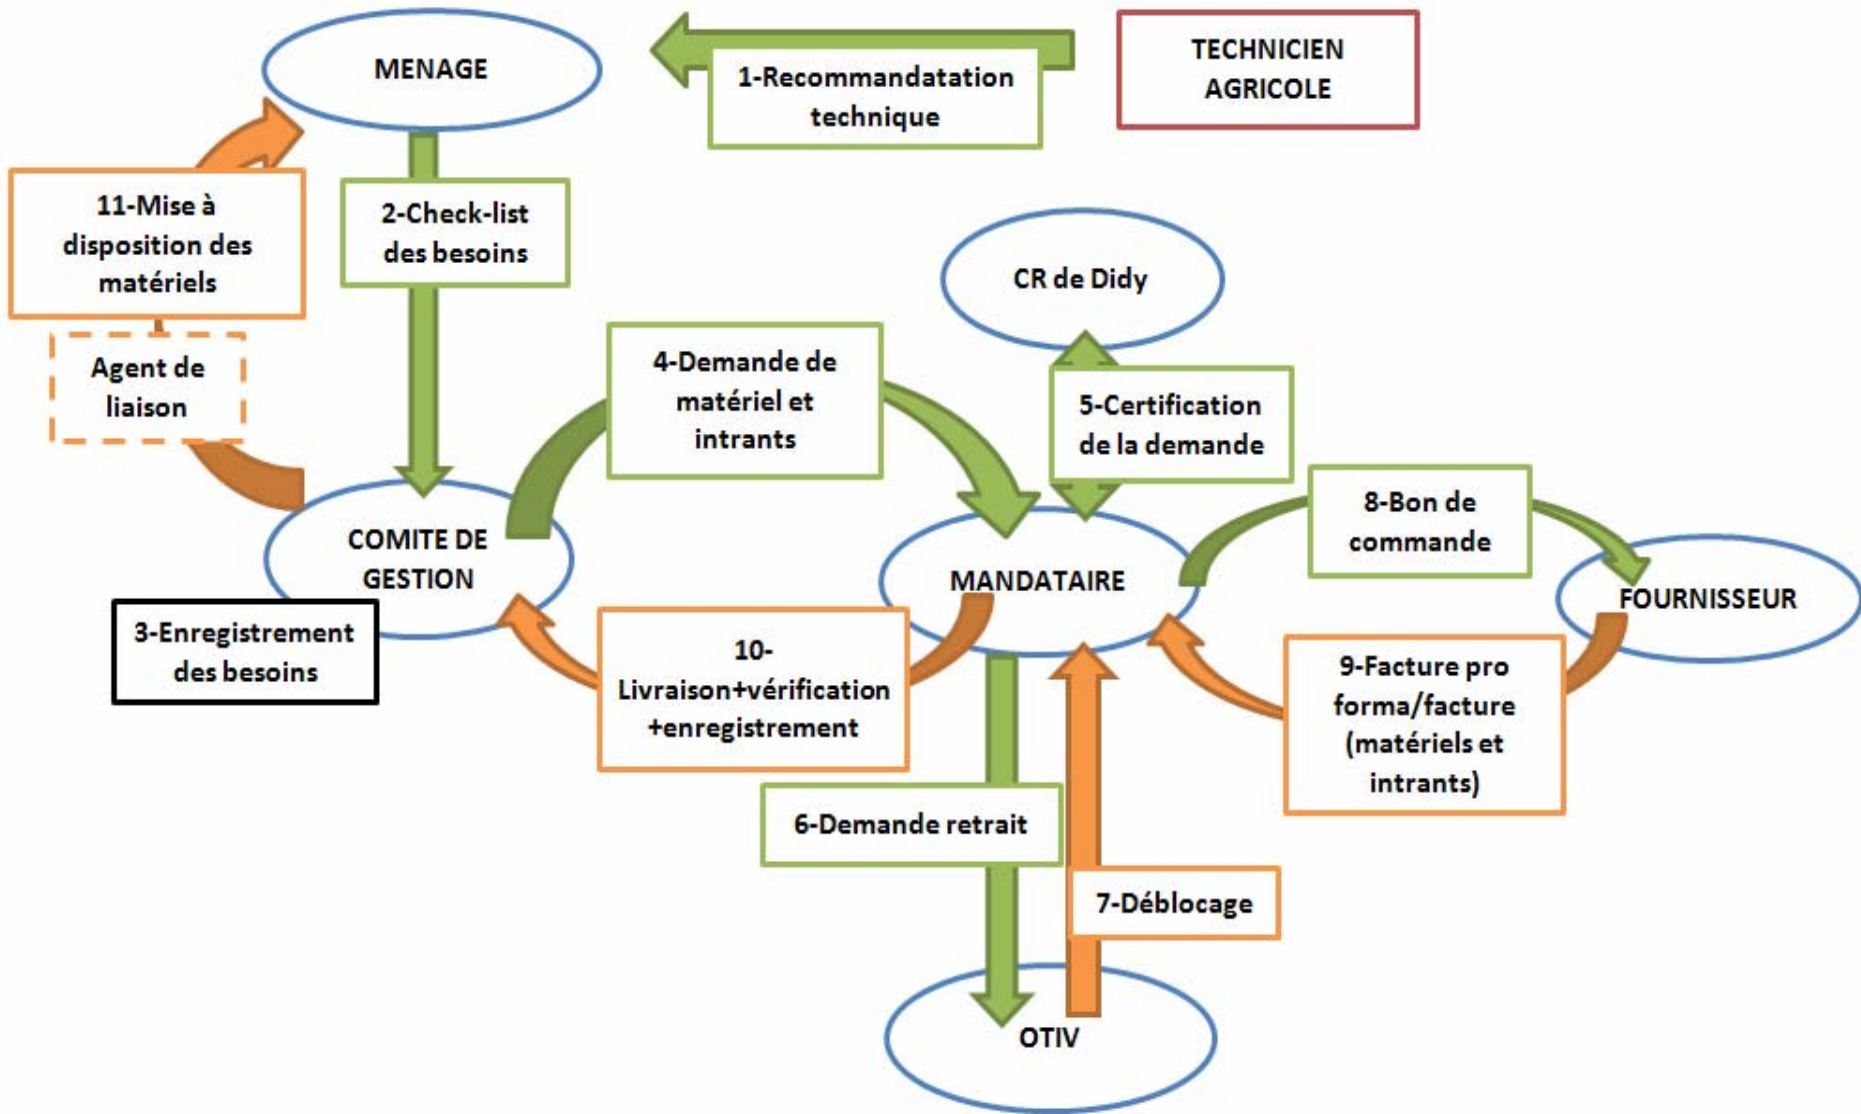 MENAGE
1-Recommandatation
technique
TECHNICIEN
AGRICOLE
11-Mise à
disposition des
matériels
2-Check-list
des besoins
CR de Didy
Agent de
liaison
4-Demande de
matériel et
intrants
5-Certification
de la demande
8-Bon de
commande
COMITE DE
GESTION
MANDATAIRE
FOURNISSEUR
3-Enregistrement
des besoins
10-
Livraison+vérification
+enregistrement
9-Facture pro
forma/facture
(matériels et
intrants)
6-Demande retrait
7-Déblocage
OTIV